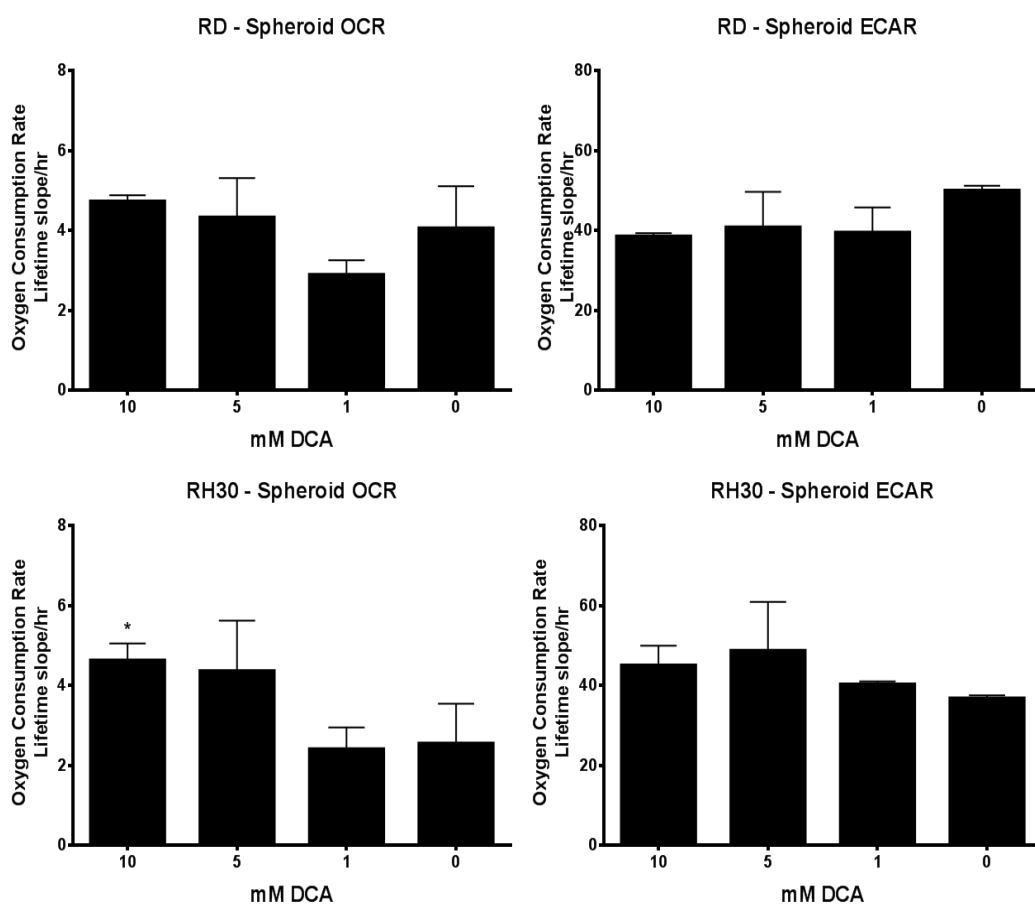 RD - Spheroid OCR
Oxygen Consumption Rate
Lifetime slope/hr
8
6
4
2
0
10 5 1 0
mM DCA
RD - Spheroid ECAR
Oxygen Consumption Rate
Lifetime slope/hr
80
60
40
20
0
10 5 1 0
mM DCA
RH30 - Spheroid OCR
Oxygen Consumption Rate
Lifetime slope/hr
8
6
4
2
0
*
10 5 1 0
mM DCA
RH30 - Spheroid ECAR
Oxygen Consumption Rate
Lifetime slope/hr
80
60
40
20
0
10 5 1 0
mM DCA